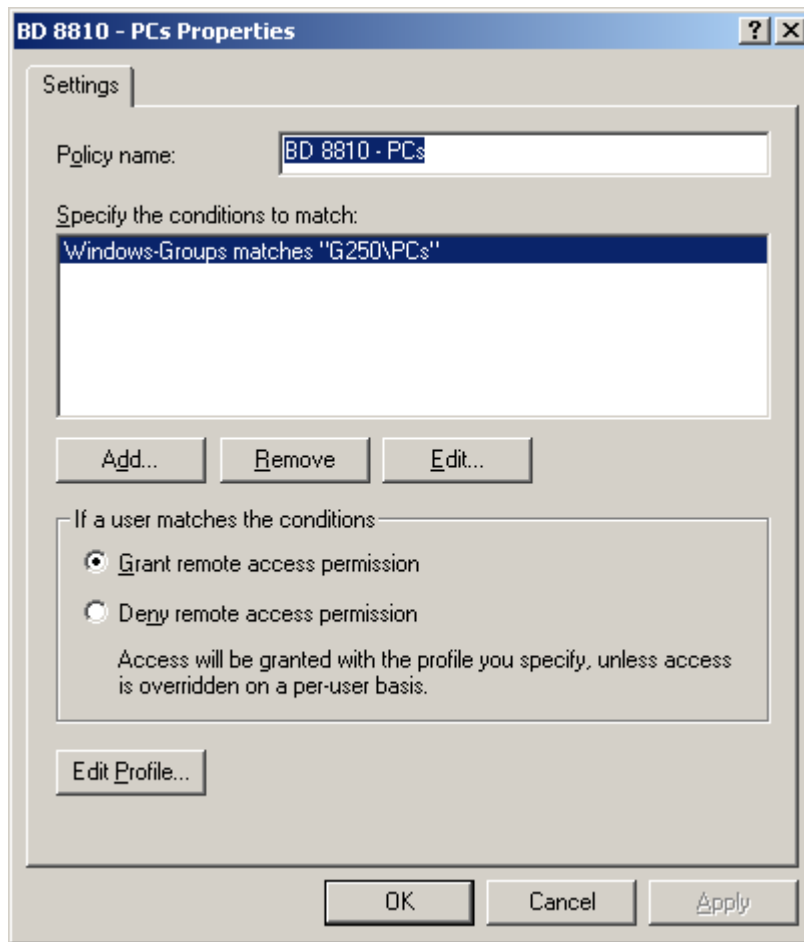 BD 8810 - PCs Properties
Settings
Policy name: BD 8810 - PCs
Specify the conditions to match:
Windows-Groups matches "G250\PCs"
Add... Remove Edit...
If a user matches the conditions
Grant remote access permission
Deny remote access permission
Access will be granted with the profile you specify, unless access
is overridden on a per-user basis.
Edit Profile...
OK Cancel Apply